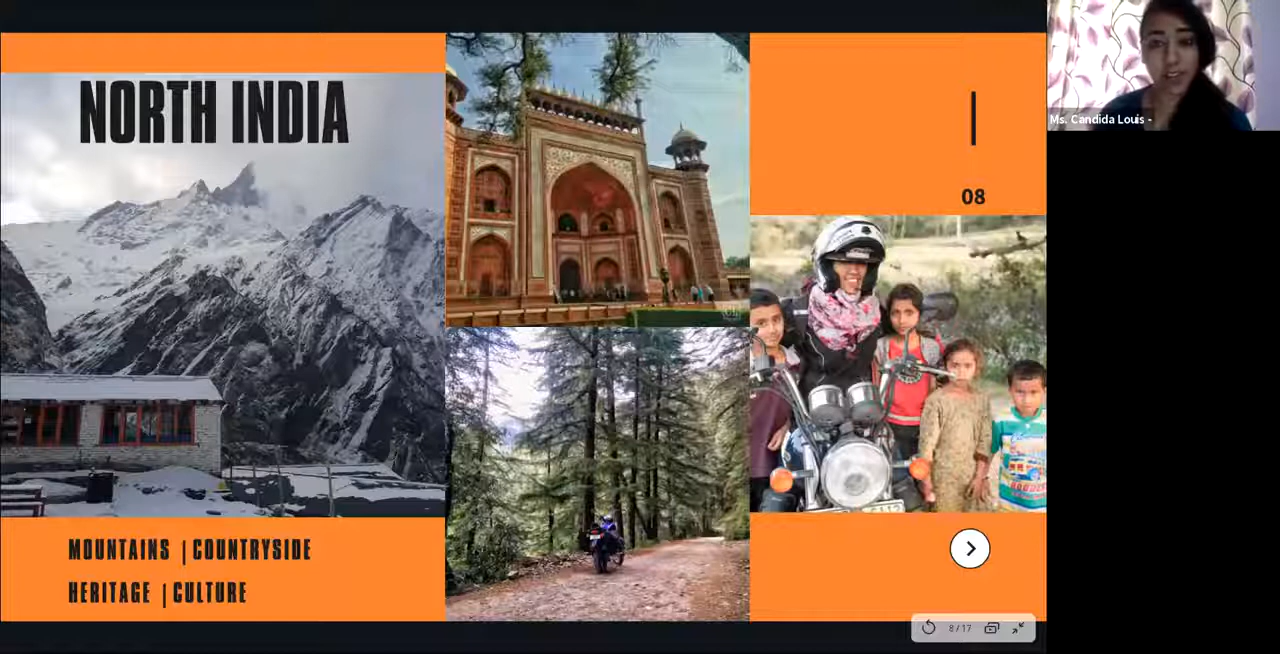 NORTH INDIA
08
MOUNTAINS | COUNTRYSIDE
HERITAGE | CULTURE
8/17
Ms. Candida Louis -